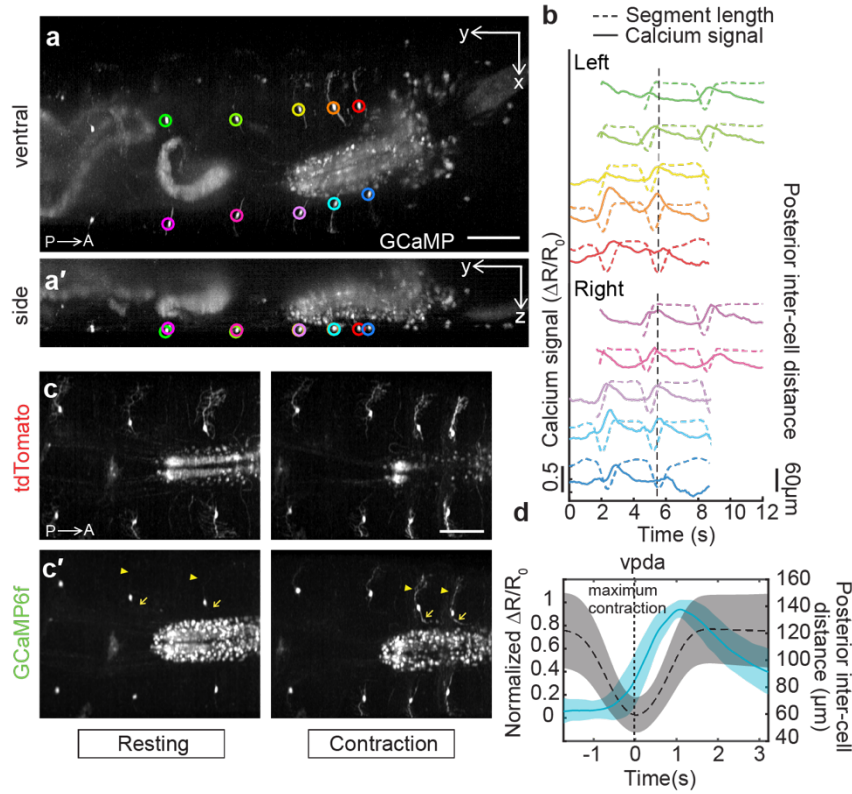 a
y
x
ventral
P→A
GCaMP
a′
y
z
side
c
tdTomato
P→A
c′
GCaMP6f
Resting
Contraction
b
Segment length
Calcium signal
Left
Right
Calcium signal (ΔR/R0)
Posterior inter-cell distance
0.5
60μm
0 2 4 6 8 10 12
Time (s)
d
vpda
maximum
contraction
Normalized ΔR/R0
1
0.8
0.6
0.4
0.2
0
160
140
120
100
80
60
40
Posterior inter-cell
distance (μm)
-1 0 1 2 3
Time(s)